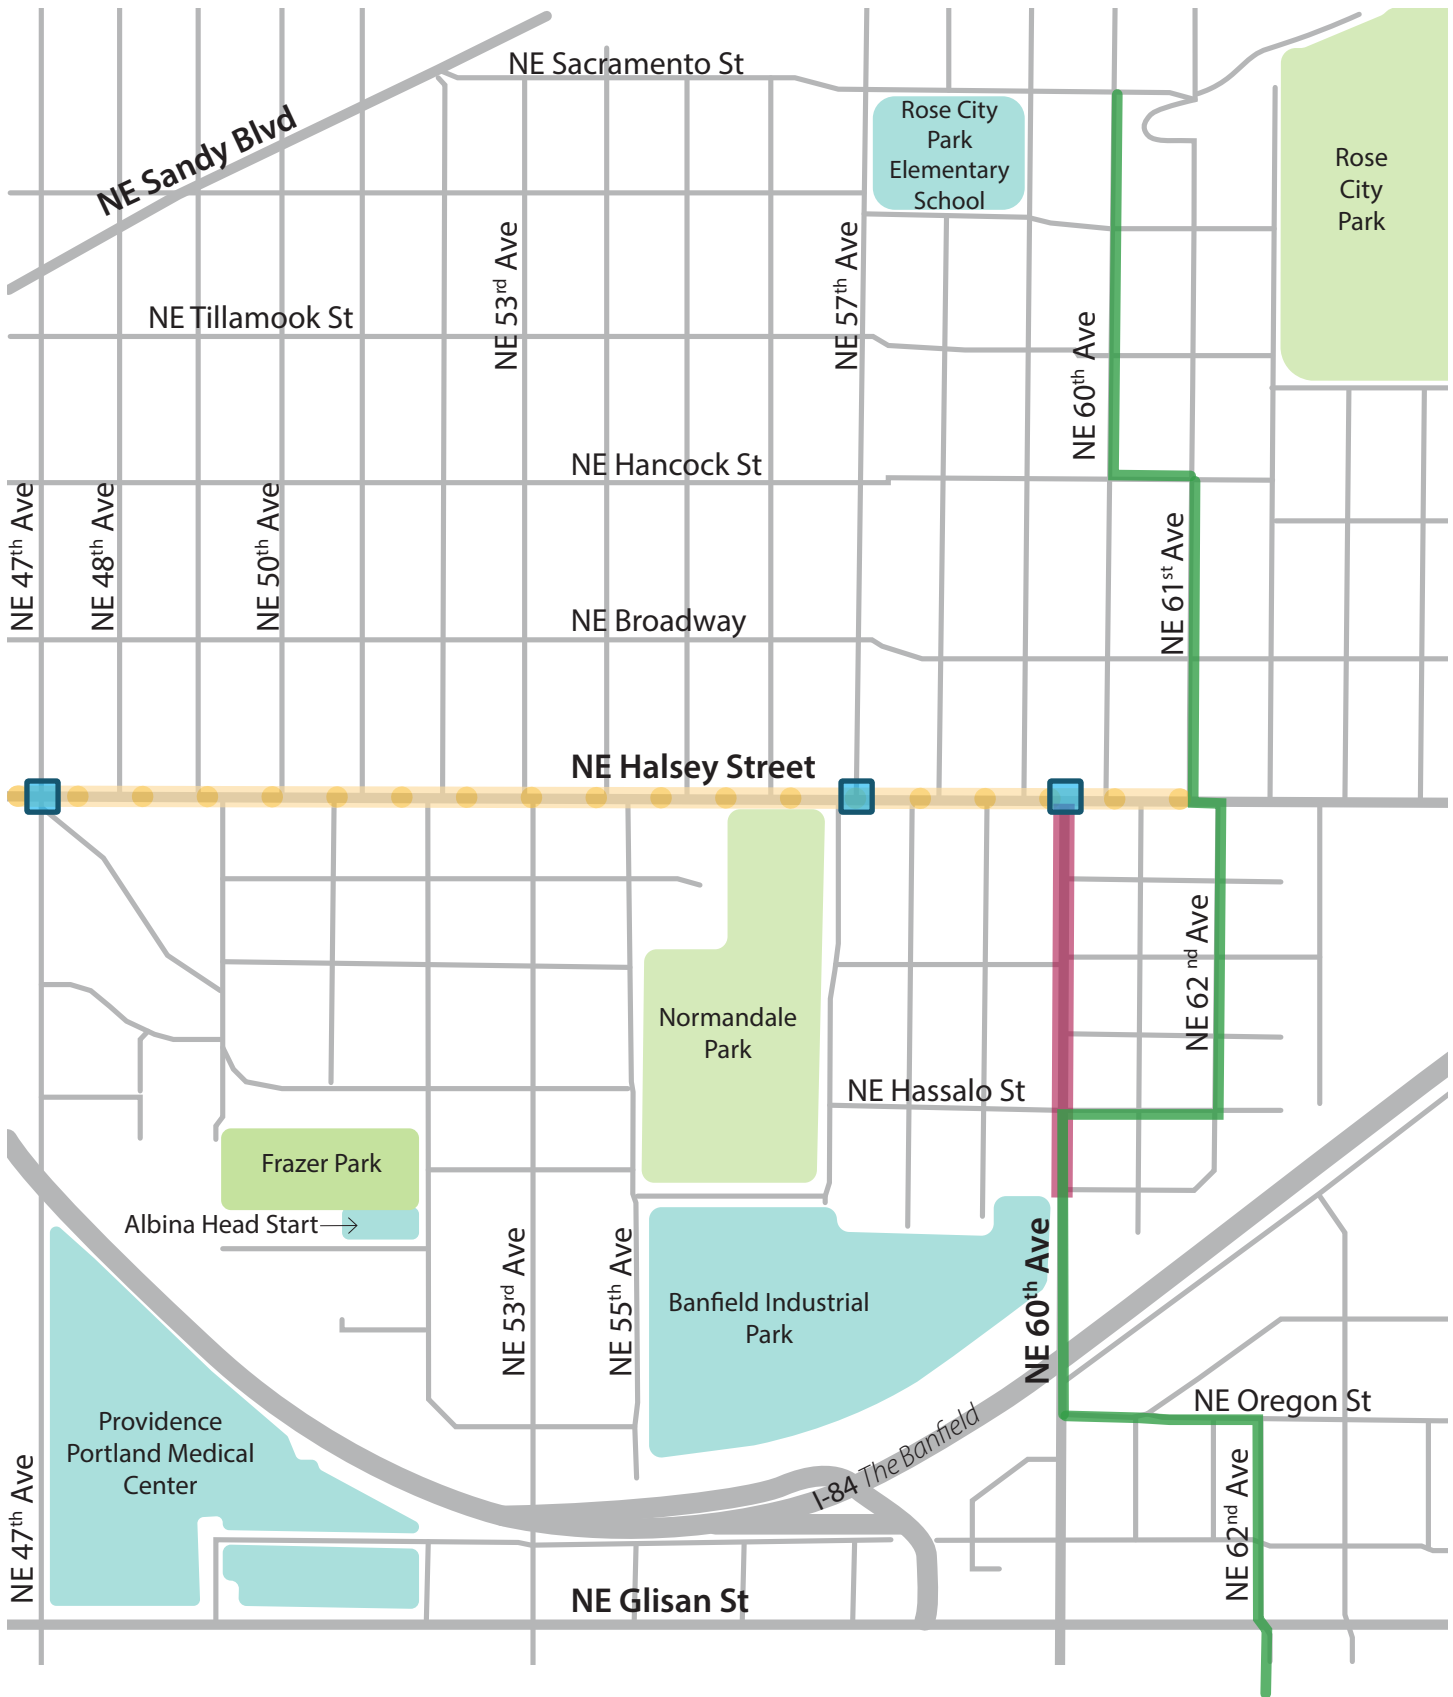 NE Sacramento St
NE Sandy Blvd
Rose City
Park
Elementary
School
Rose
City
Park
NE 53rd Ave
NE 57th Ave
NE Tillamook St
NE 60th Ave
NE Hancock St
NE 47th Ave
NE 48th Ave
NE 50th Ave
NE 61st Ave
NE Broadway
NE Halsey Street
NE 62nd Ave
Normandale
Park
NE Hassalo St
Frazer Park
Albina Head Start
NE 53rd Ave
NE 55th Ave
NE 60th Ave
Banfield Industrial
Park
NE Oregon St
Providence
Portland Medical
Center
I-84 The Banfield
NE 47th Ave
NE 62nd Ave
NE Glisan St